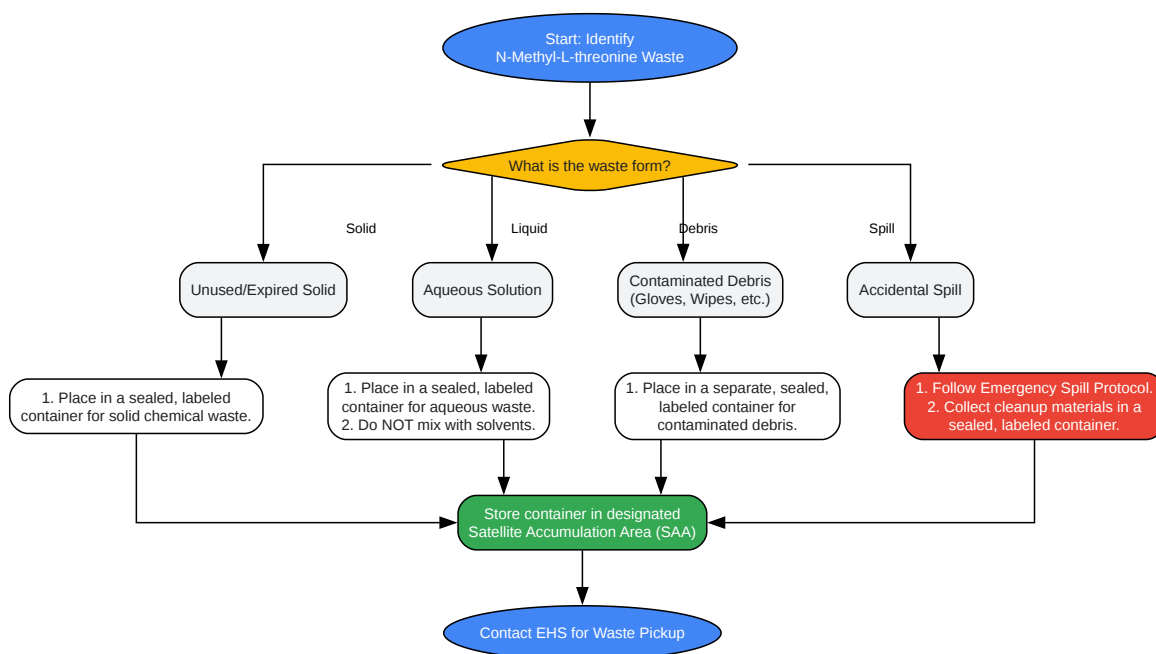 Start: Identify
N-Methyl-L-threonine Waste
What is the waste form?
Solid
Liquid
Debris
Spill
Unused/Expired Solid
Aqueous Solution
Contaminated Debris
(Gloves, Wipes, etc.)
Accidental Spill
1. Place in a sealed, labeled
container for solid chemical waste.
1. Place in a sealed, labeled
container for aqueous waste.
2. Do NOT mix with solvents.
1. Place in a separate, sealed,
labeled container for
contaminated debris.
1. Follow Emergency Spill Protocol.
2. Collect cleanup materials in a
sealed, labeled container.
Store container in designated
Satellite Accumulation Area (SAA)
Contact EHS for Waste Pickup